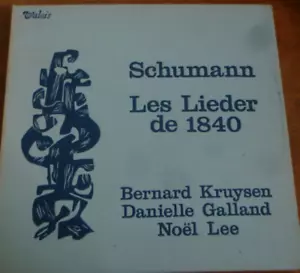 Valois
Schumann
Les Lieder
de 1840
Bernard Kruysen
Danielle Galland
Noël Lee